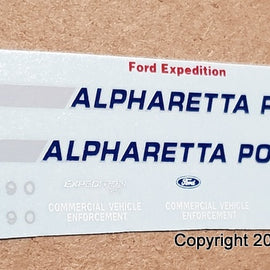 Ford Expedition
ALPHARETTA P
ALPHARETTA PO
90 EXPEDITION Ford
COMMERCIAL VEHICLE COMMERCIAL VEHICLE
90 ENFORCEMENT ENFORCEMENT
Copyright 20